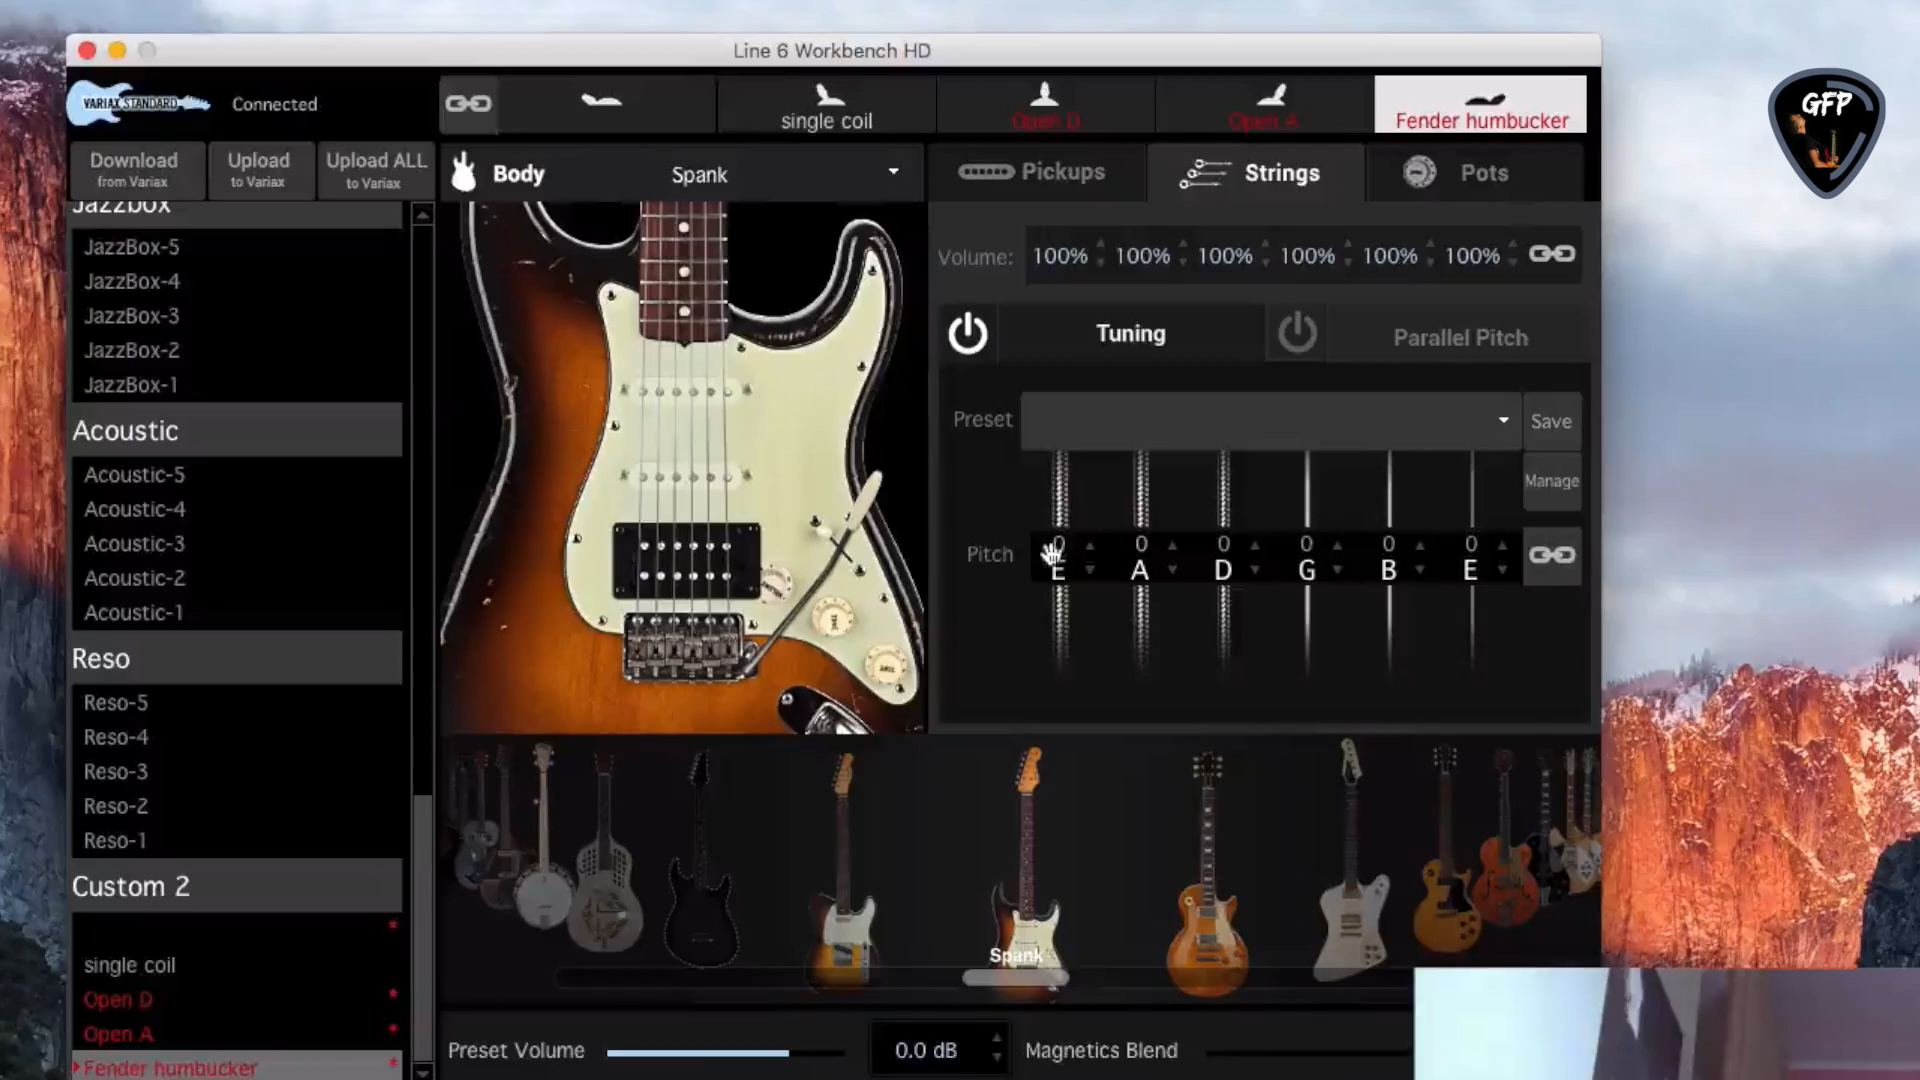 Line 6 Workbench HD
VARIAX STANDARD
Connected
single coil
Open D
Open A
Fender humbucker
Download
from Variax
Upload
to Variax
Upload ALL
to Variax
Body
Spank
Pickups
Strings
Pots
Jazzbox
JazzBox-5
JazzBox-4
JazzBox-3
JazzBox-2
JazzBox-1
Acoustic
Acoustic-5
Acoustic-4
Acoustic-3
Acoustic-2
Acoustic-1
Reso
Reso-5
Reso-4
Reso-3
Reso-2
Reso-1
Custom 2
*
single coil
Open D *
Open A *
Fender humbucker *
Volume: 100% 100% 100% 100% 100% 100%
Tuning
Parallel Pitch
Preset
Save
Manage
Pitch
0 0 0 0 0 0
E A D G B E
Spank
Preset Volume
0.0 dB
Magnetics Blend
GFP